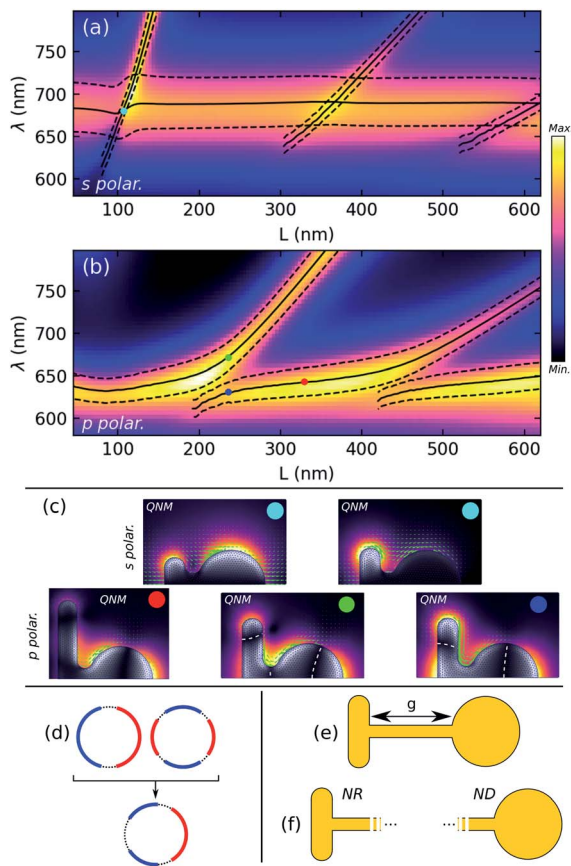 (a)
λ (nm)
750
700
650
600
s polar.
100 200 300 400 500 600
L (nm)
Max
Min.
(b)
λ (nm)
750
700
650
600
p polar.
100 200 300 400 500 600
L (nm)
(c)
s polar.
QNM
QNM
p polar.
QNM
QNM
QNM
(d)
(e)
g
(f)
NR
... ...
ND